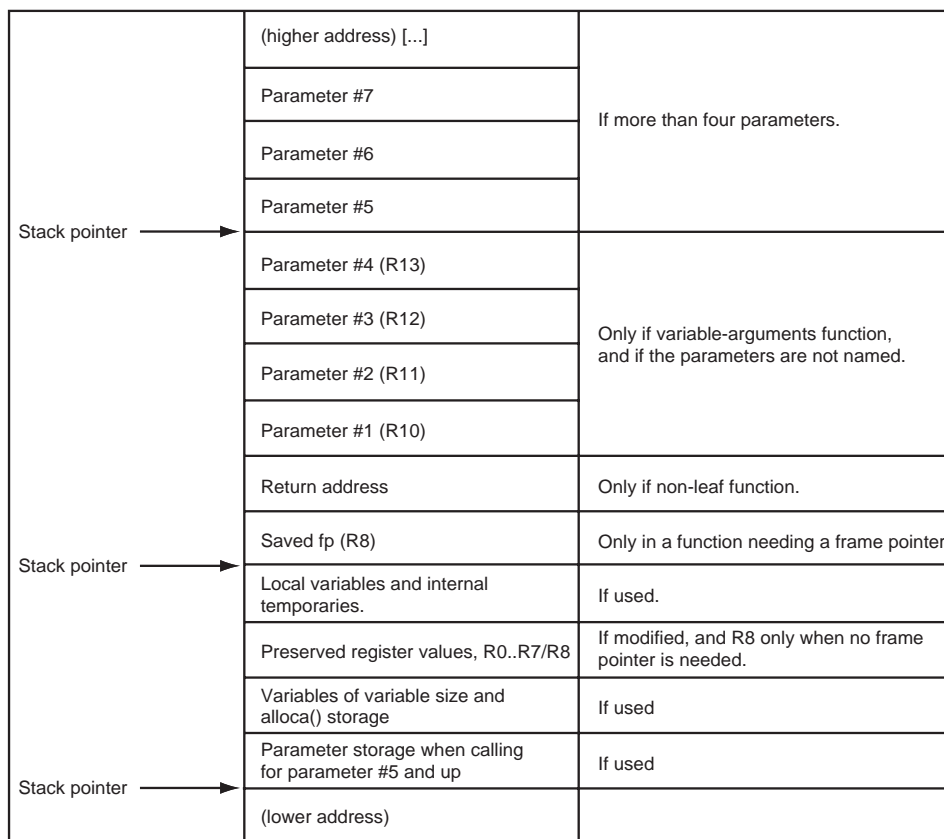 (higher address) [...]
Parameter #7
If more than four parameters.
Parameter #6
Parameter #5
Stack pointer
Parameter #4 (R13)
Parameter #3 (R12)
Only if variable-arguments function,
and if the parameters are not named.
Parameter #2 (R11)
Parameter #1 (R10)
Return address
Only if non-leaf function.
Saved fp (R8)
Only in a function needing a frame pointer
Stack pointer
Local variables and internal
temporaries.
If used.
Preserved register values, R0..R7/R8
If modified, and R8 only when no frame
pointer is needed.
Variables of variable size and
alloca() storage
If used
Parameter storage when calling
for parameter #5 and up
If used
Stack pointer
(lower address)